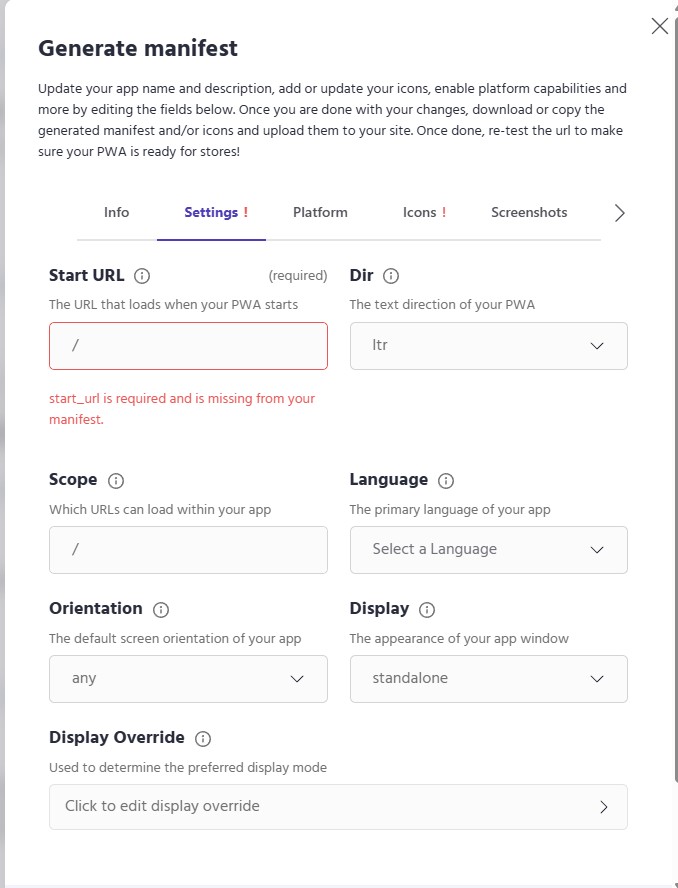 Generate manifest
Update your app name and description, add or update your icons, enable platform capabilities and
more by editing the fields below. Once you are done with your changes, download or copy the
generated manifest and/or icons and upload them to your site. Once done, re-test the url to make
sure your PWA is ready for stores!
Info Settings ! Platform Icons ! Screenshots
Start URL (required) Dir
The URL that loads when your PWA starts The text direction of your PWA
/ ltr
start_url is required and is missing from your
manifest.
Scope Language
Which URLs can load within your app The primary language of your app
/ Select a Language
Orientation Display
The default screen orientation of your app The appearance of your app window
any standalone
Display Override
Used to determine the preferred display mode
Click to edit display override